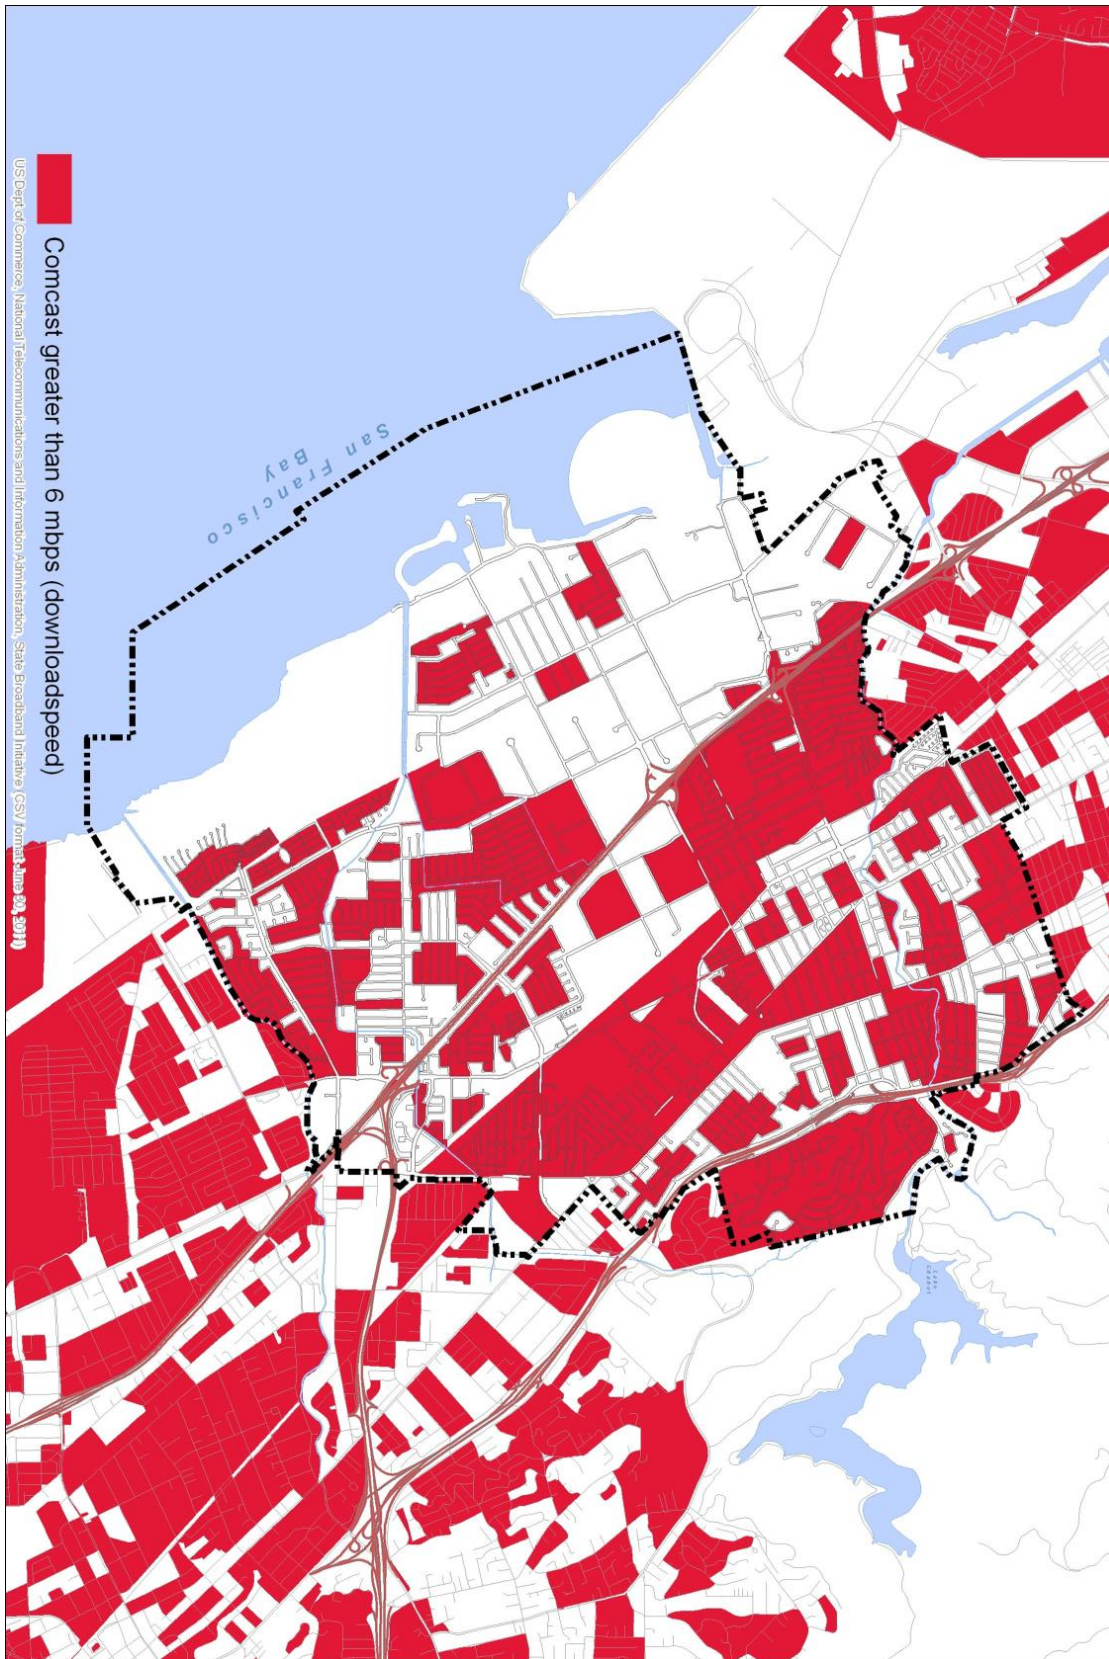 Comcast greater than 6 mbps (downloadspeed)
US Dept of Commerce, National Telecommunications and Information Administration, State Broadband Initiative (CSV format June 30, 2011)
San Francisco
Bay